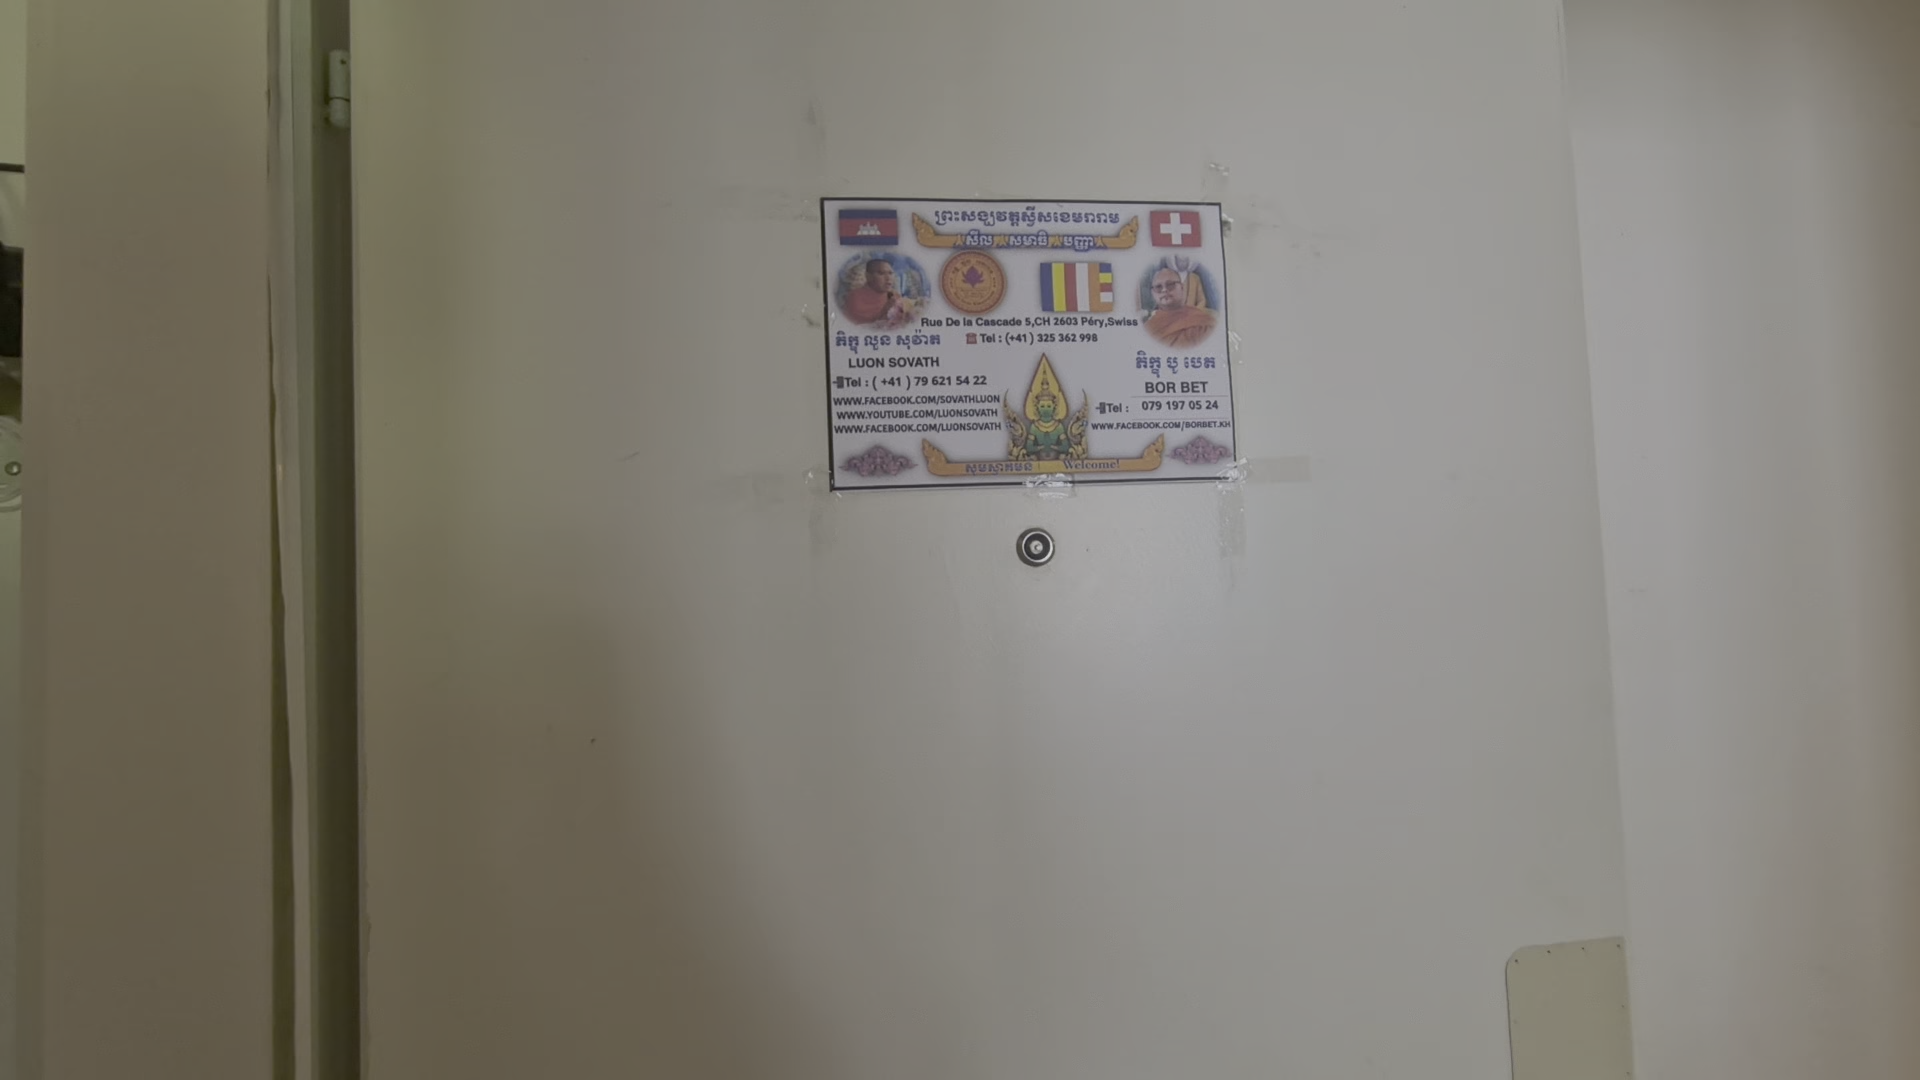 ព្រះសង្ឃវត្តស្វីសខេមរារាម
សីល សមាធិ បញ្ញា
Rue De la Cascade 5,CH 2603 Péry,Swiss
Tel : (+41) 325 362 998
ភិក្ខុ លួន សុវ៉ាត
LUON SOVATH
Tel : ( +41 ) 79 621 54 22
WWW.FACEBOOK.COM/SOVATHLUON
WWW.YOUTUBE.COM/LUONSOVATH
WWW.FACEBOOK.COM/LUONSOVATH
ភិក្ខុ បូ បេត
BOR BET
Tel : 079 197 05 24
WWW.FACEBOOK.COM/BORBET.KH
សូមស្វាគមន៍ Welcome!